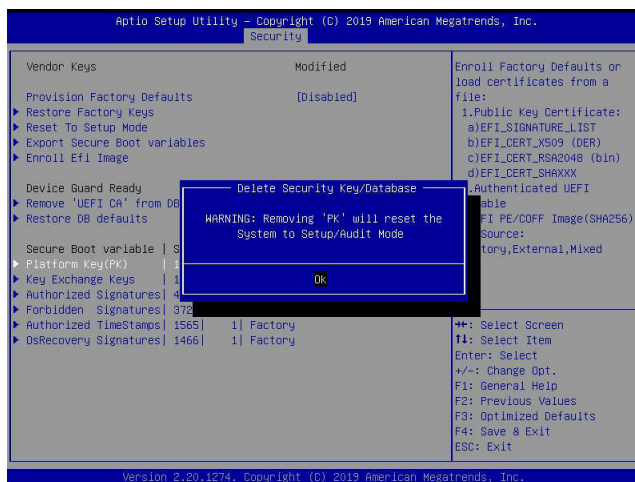 Aptio Setup Utility – Copyright (C) 2019 American Megatrends, Inc.
Security
Vendor Keys Modified
Provision Factory Defaults [Disabled]
Restore Factory Keys
Reset To Setup Mode
Export Secure Boot variables
Enroll Efi Image
Device Guard Ready
Remove 'UEFI CA' from DB
Restore DB defaults
Secure Boot variable | S
Platform Key(PK) | 1
Key Exchange Keys | 1
Authorized Signatures| 4
Forbidden Signatures| 372
Authorized TimeStamps| 1565| 1| Factory
OsRecovery Signatures| 1466| 1| Factory
Delete Security Key/Database
WARNING: Removing 'PK' will reset the
System to Setup/Audit Mode
Ok
Enroll Factory Defaults or
load certificates from a
file:
1.Public Key Certificate:
a)EFI_SIGNATURE_LIST
b)EFI_CERT_X509 (DER)
c)EFI_CERT_RSA2048 (bin)
d)EFI_CERT_SHAXXX
.Authenticated UEFI
able
FI PE/COFF Image(SHA256)
Source:
tory,External,Mixed
→←: Select Screen
↑↓: Select Item
Enter: Select
+/-: Change Opt.
F1: General Help
F2: Previous Values
F3: Optimized Defaults
F4: Save & Exit
ESC: Exit
Version 2.20.1274. Copyright (C) 2019 American Megatrends, Inc.